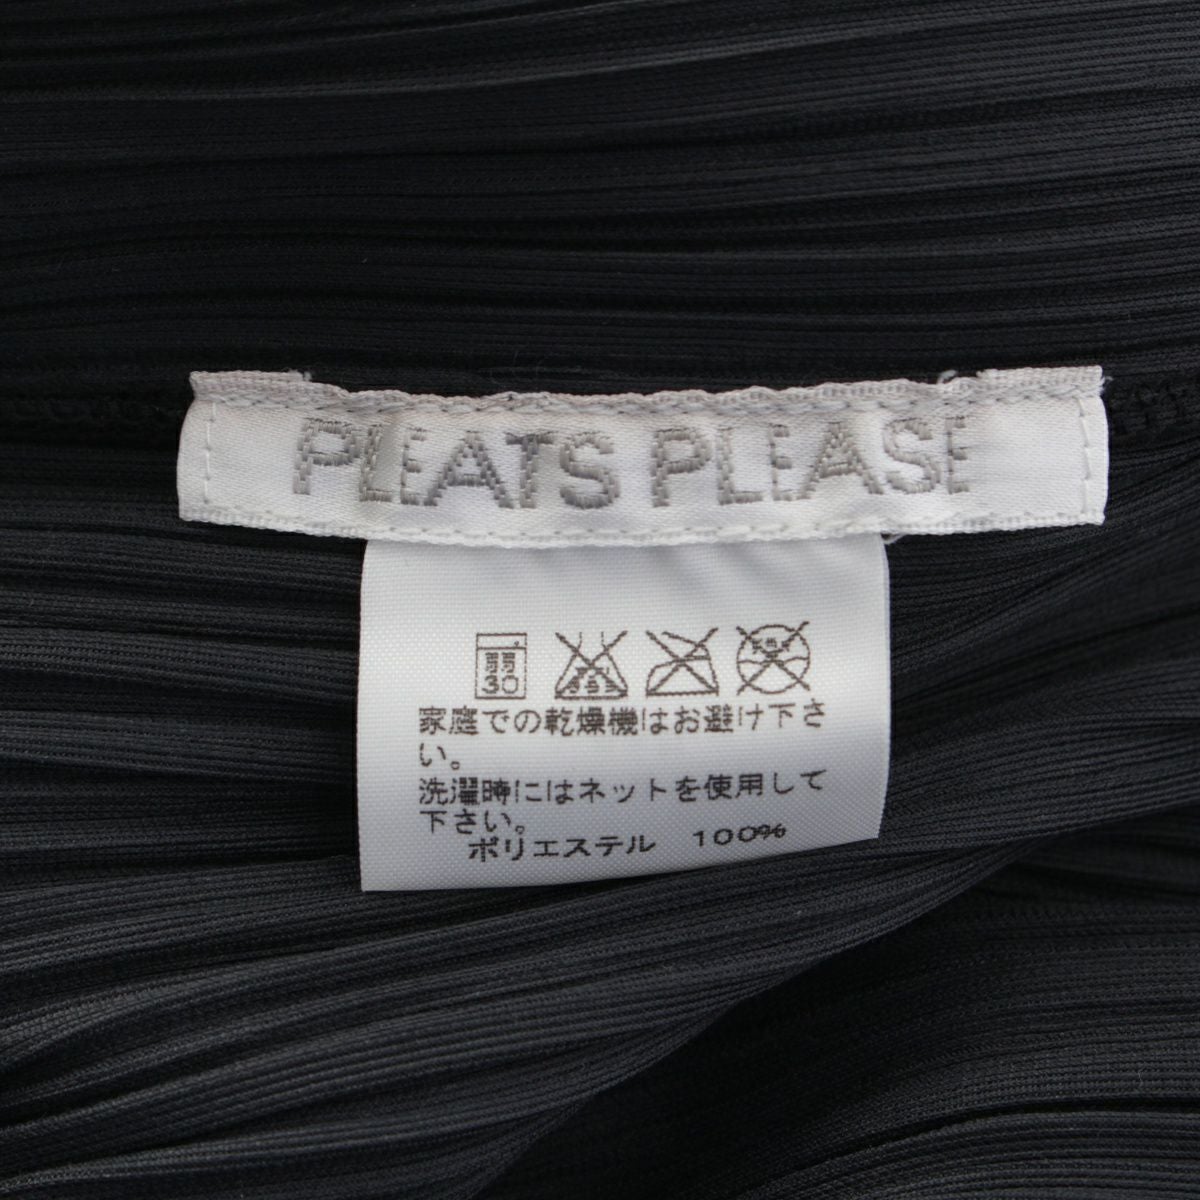 PLEATS PLEASE
弱
30
家庭での乾燥機はお避け下さ
い。
洗濯時にはネットを使用して
下さい。
ポリエステル 100%